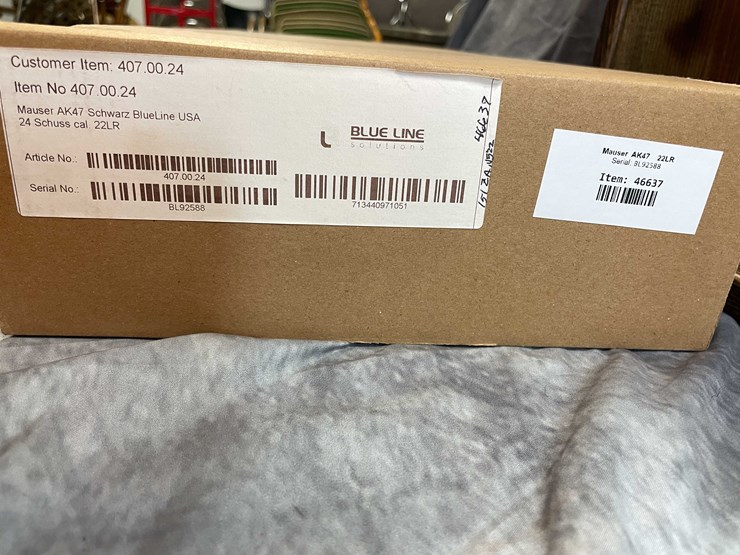 Customer Item: 407.00.24
Item No 407.00.24
Mauser AK47 Schwarz BlueLine USA
24 Schuss cal. 22LR
BLUE LINE
solutions
Article No.:
407.00.24
Serial No.:
BL92588
713440971051
46637
Mauser AK47 22LR
Serial: BL92588
Item: 46637